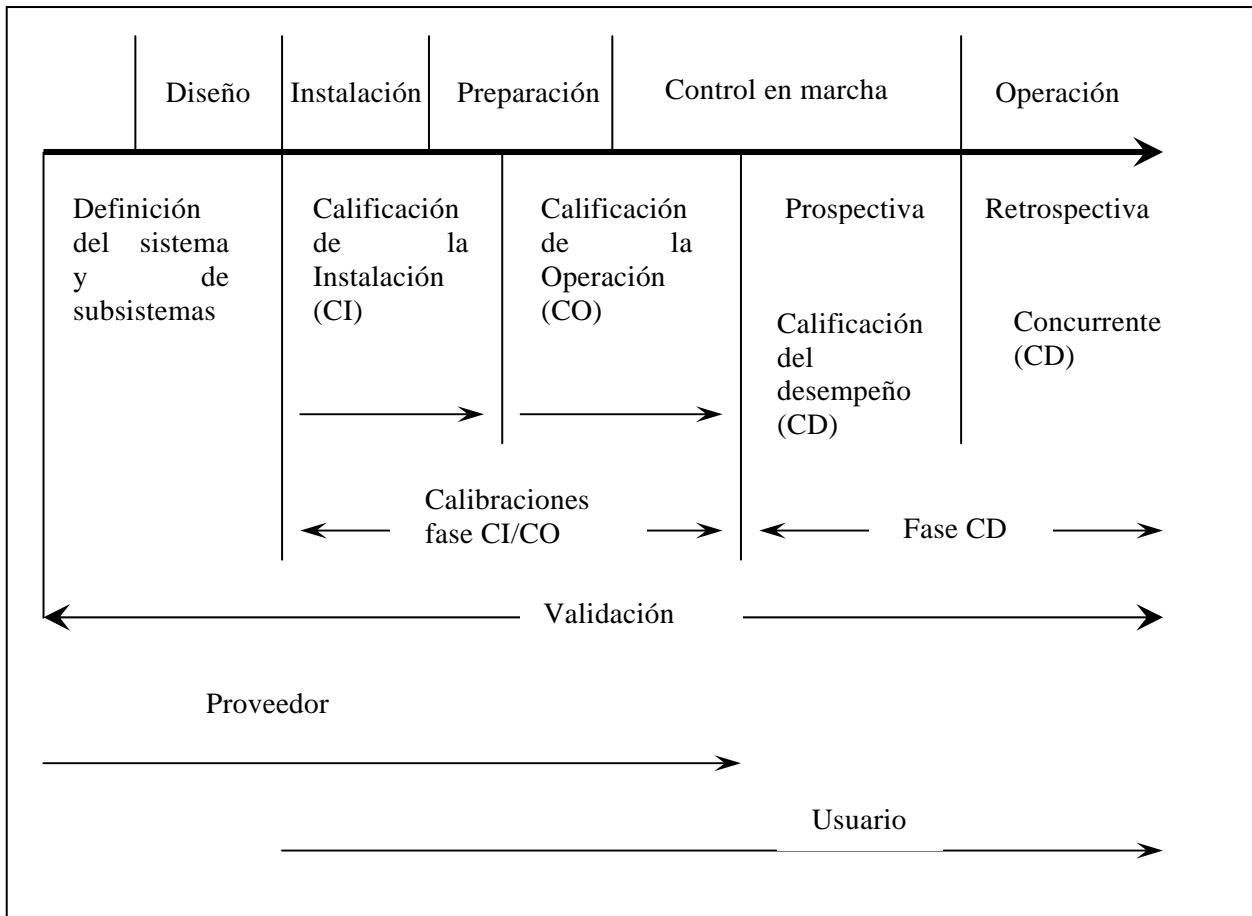 Diseño
Instalación
Preparación
Control en marcha
Operación
Definición
del sistema
y de
subsistemas
Calificación
de la
Instalación
(CI)
Calificación
de la
Operación
(CO)
Prospectiva
Calificación
del
desempeño
(CD)
Retrospectiva
Concurrente
(CD)
Calibraciones
fase CI/CO
Fase CD
Validación
Proveedor
Usuario